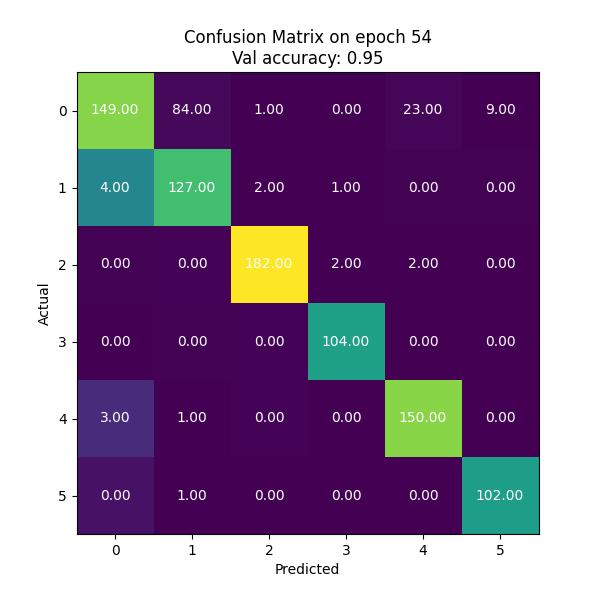 Confusion Matrix on epoch 54
Val accuracy: 0.95
0 149.00 84.00 1.00 0.00 23.00 9.00
1 4.00 127.00 2.00 1.00 0.00 0.00
2 0.00 0.00 182.00 2.00 2.00 0.00
Actual
3 0.00 0.00 0.00 104.00 0.00 0.00
4 3.00 1.00 0.00 0.00 150.00 0.00
5 0.00 1.00 0.00 0.00 0.00 102.00
0 1 2 3 4 5
Predicted